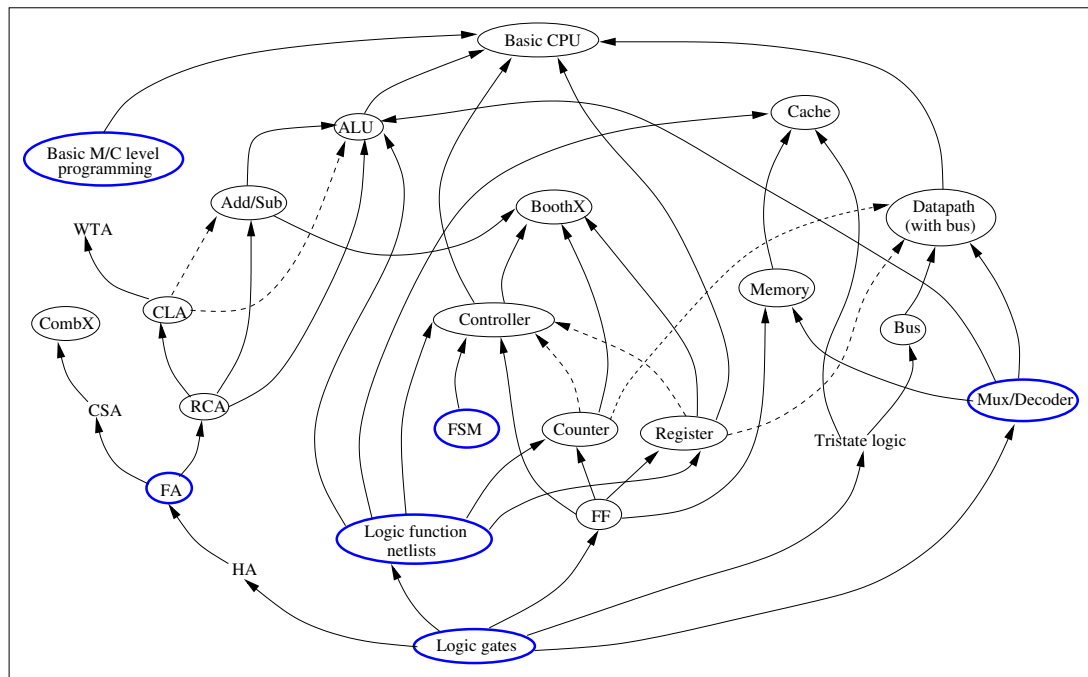 Basic CPU
Cache
ALU
Basic M/C level
programming
Add/Sub
BoothX
Datapath
(with bus)
WTA
Memory
CLA
Controller
CombX
Bus
CSA
RCA
Mux/Decoder
FSM
Counter
Register
Tristate logic
FA
FF
Logic function
netlists
HA
Logic gates